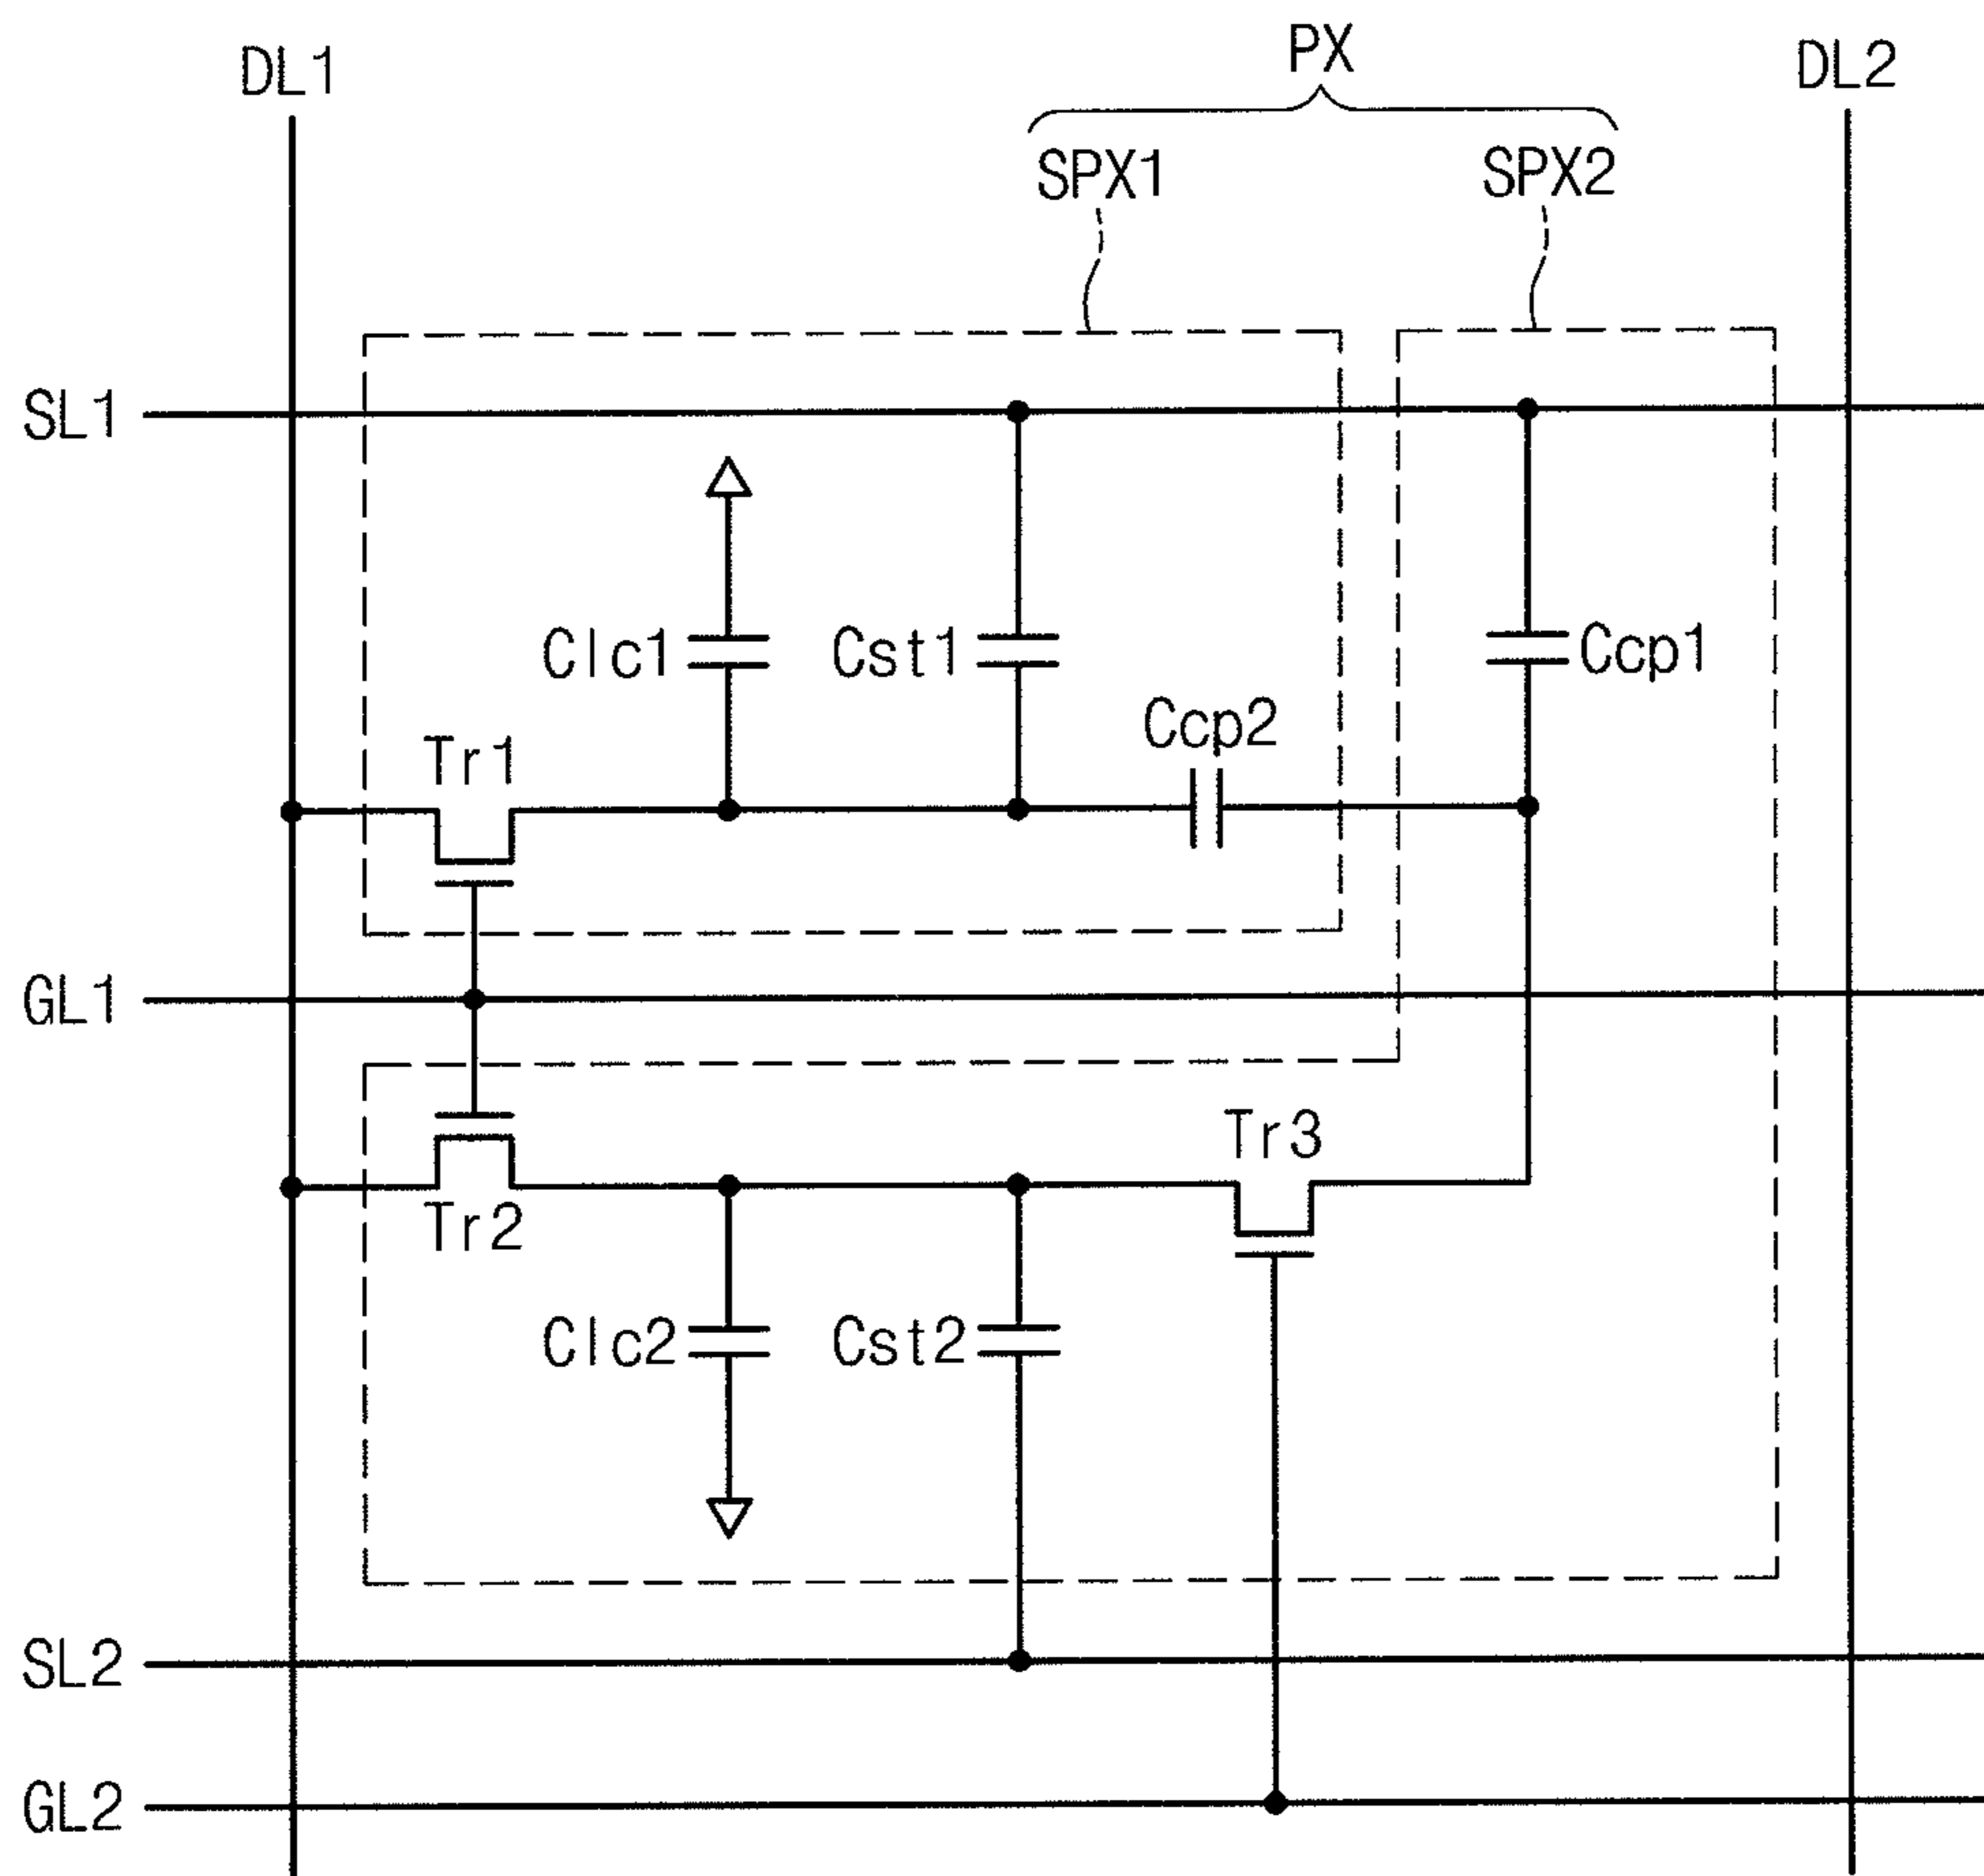 PX
DL1
DL2
SPX1
SPX2
SL1
Clc1
Cst1
Ccp1
Ccp2
Tr1
GL1
Tr3
Tr2
Clc2
Cst2
SL2
GL2